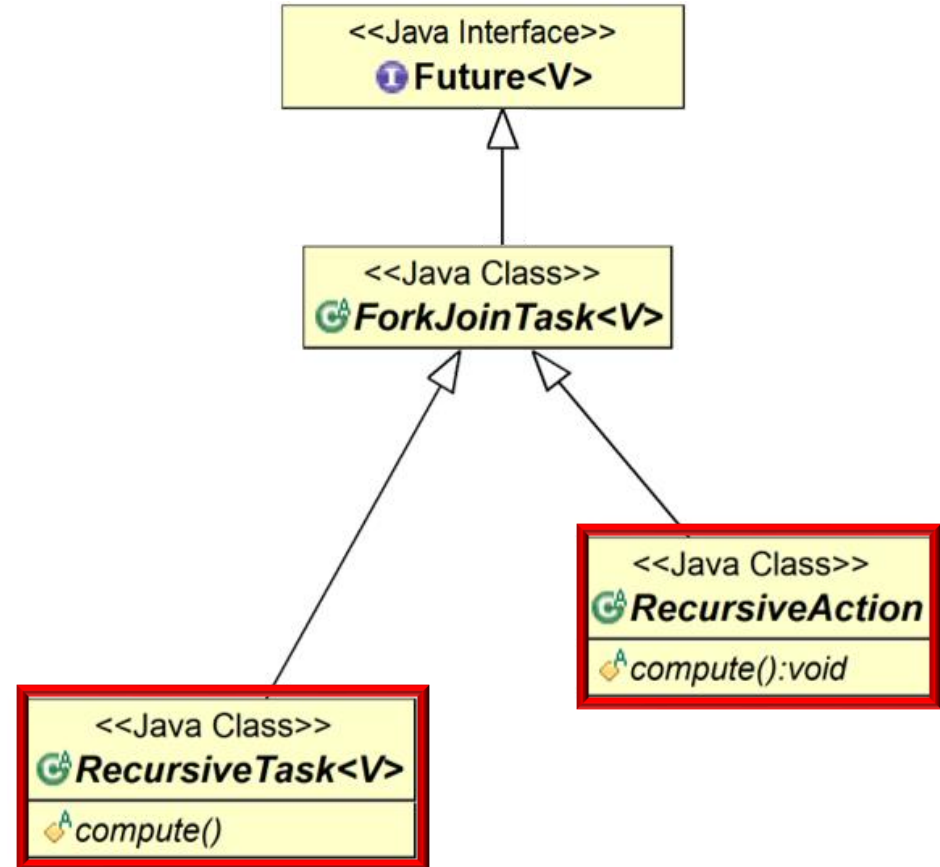 <<Java Interface>>
Future<V>
<<Java Class>>
ForkJoinTask<V>
<<Java Class>>
RecursiveAction
compute():void
<<Java Class>>
RecursiveTask<V>
compute()